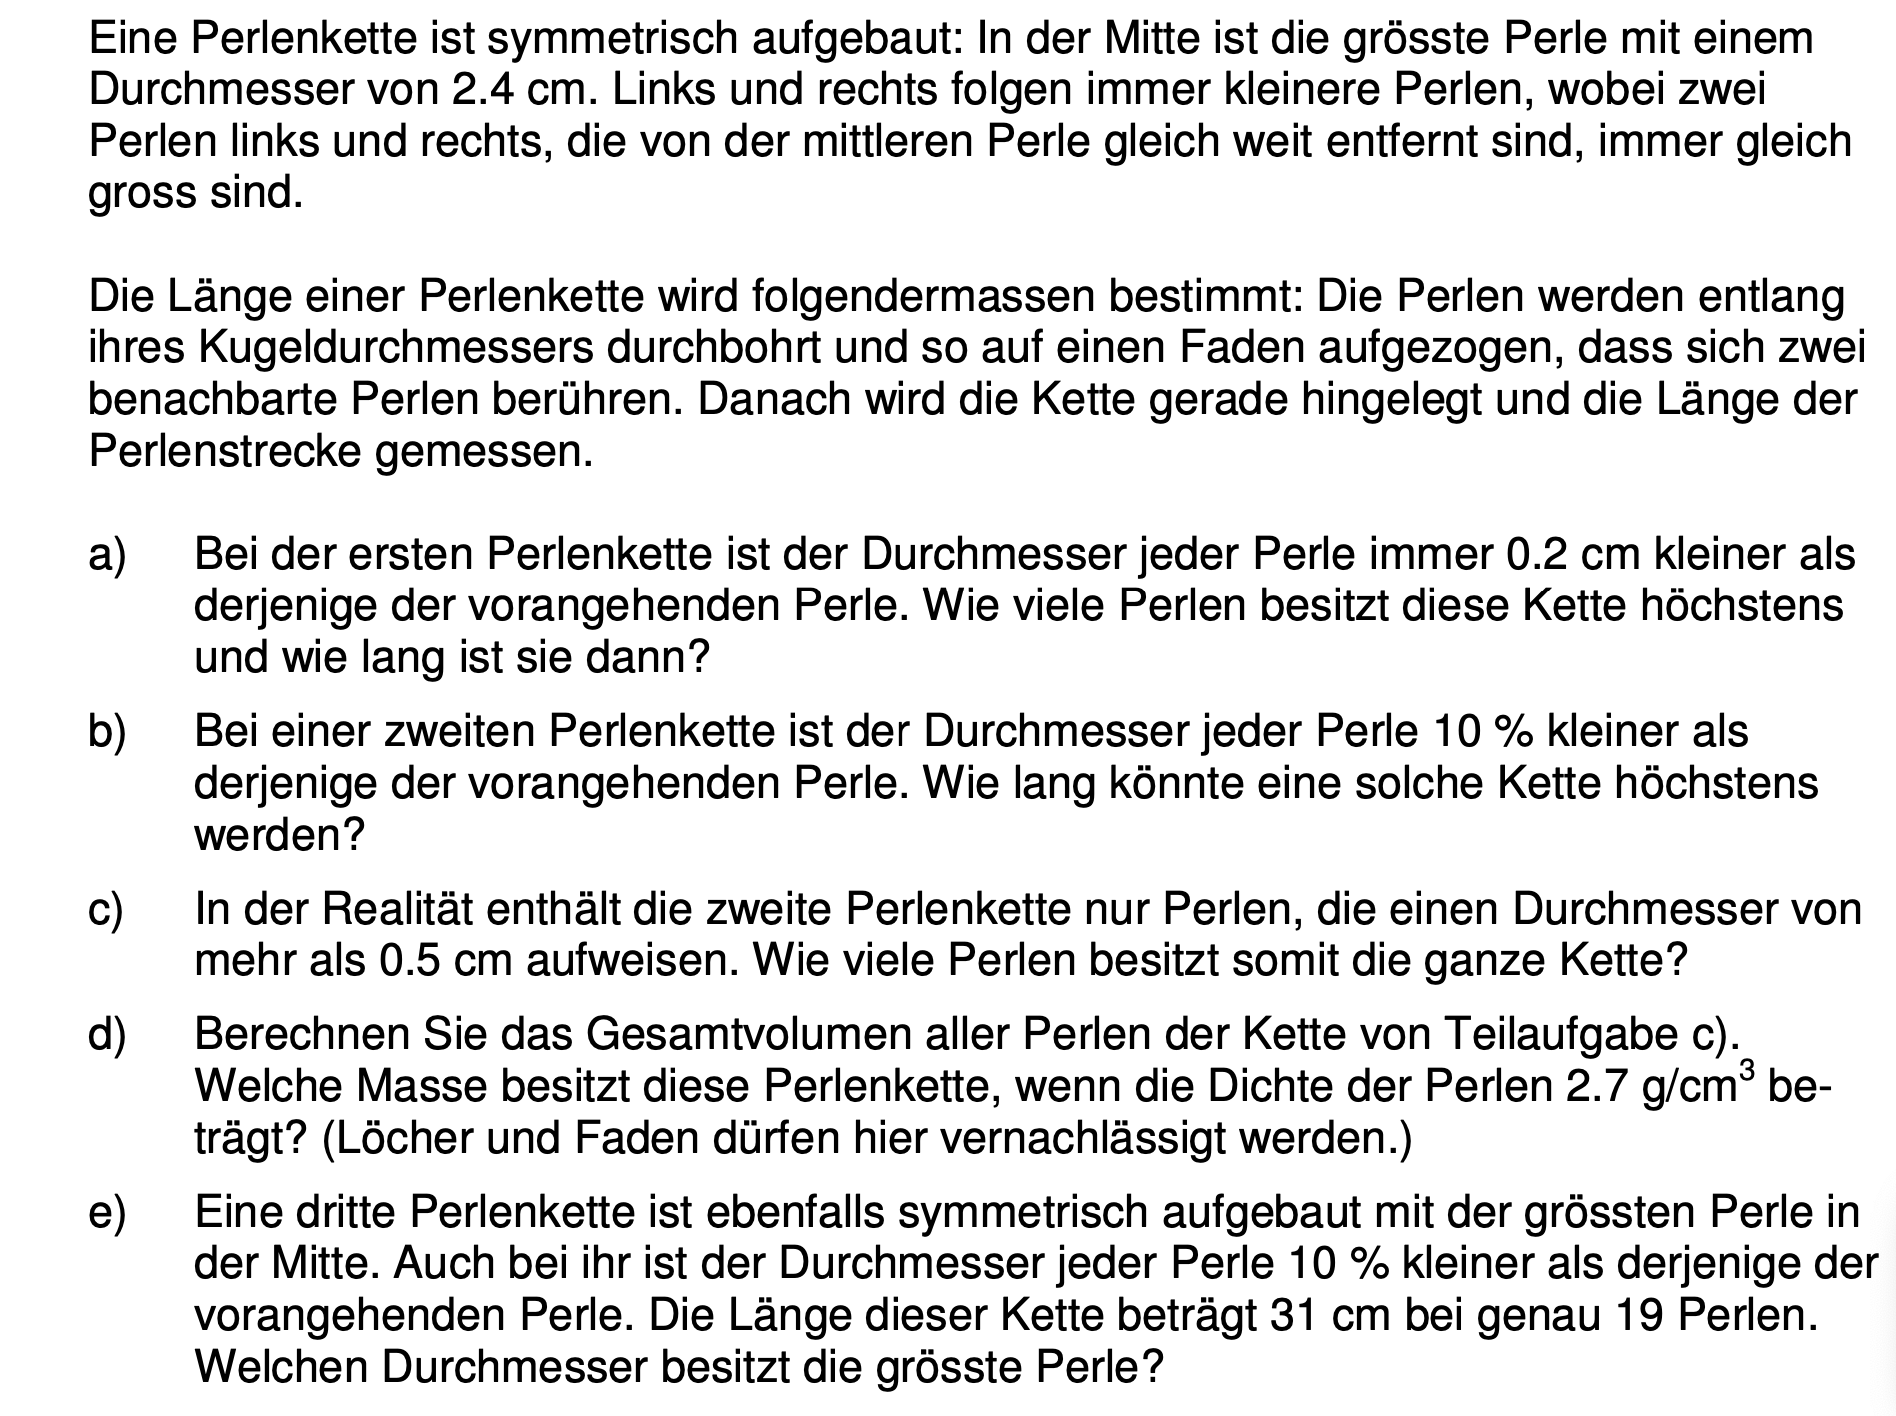 Eine Perlenkette ist symmetrisch aufgebaut: In der Mitte ist die grösste Perle mit einem
Durchmesser von 2.4 cm. Links und rechts folgen immer kleinere Perlen, wobei zwei
Perlen links und rechts, die von der mittleren Perle gleich weit entfernt sind, immer gleich
gross sind.
Die Länge einer Perlenkette wird folgendermassen bestimmt: Die Perlen werden entlang
ihres Kugeldurchmessers durchbohrt und so auf einen Faden aufgezogen, dass sich zwei
benachbarte Perlen berühren. Danach wird die Kette gerade hingelegt und die Länge der
Perlenstrecke gemessen.
a) Bei der ersten Perlenkette ist der Durchmesser jeder Perle immer 0.2 cm kleiner als
derjenige der vorangehenden Perle. Wie viele Perlen besitzt diese Kette höchstens
und wie lang ist sie dann?
b) Bei einer zweiten Perlenkette ist der Durchmesser jeder Perle 10 % kleiner als
derjenige der vorangehenden Perle. Wie lang könnte eine solche Kette höchstens
werden?
c) In der Realität enthält die zweite Perlenkette nur Perlen, die einen Durchmesser von
mehr als 0.5 cm aufweisen. Wie viele Perlen besitzt somit die ganze Kette?
d) Berechnen Sie das Gesamtvolumen aller Perlen der Kette von Teilaufgabe c).
Welche Masse besitzt diese Perlenkette, wenn die Dichte der Perlen 2.7 g/cm³ be-
trägt? (Löcher und Faden dürfen hier vernachlässigt werden.)
e) Eine dritte Perlenkette ist ebenfalls symmetrisch aufgebaut mit der grössten Perle in
der Mitte. Auch bei ihr ist der Durchmesser jeder Perle 10 % kleiner als derjenige der
vorangehenden Perle. Die Länge dieser Kette beträgt 31 cm bei genau 19 Perlen.
Welchen Durchmesser besitzt die grösste Perle?